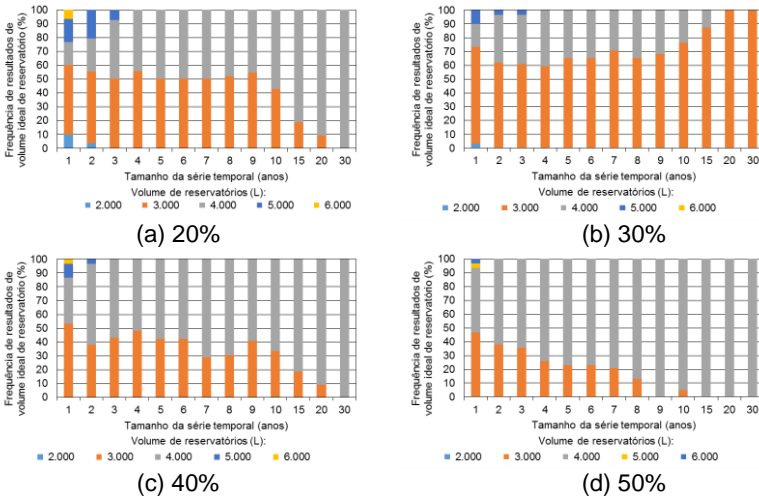 Frequência de resultados de
volume ideal de reservatório (%)
100
90
80
70
60
50
40
30
20
10
0
1 2 3 4 5 6 7 8 9 10 15 20 30
Tamanho da série temporal (anos)
Volume de reservatórios (L):
2.000 3.000 4.000 5.000 6.000
(a) 20%
Frequência de resultados de
volume ideal de reservatório (%)
100
90
80
70
60
50
40
30
20
10
0
1 2 3 4 5 6 7 8 9 10 15 20 30
Tamanho da série temporal (anos)
Volume de reservatórios (L):
2.000 3.000 4.000 5.000 6.000
(b) 30%
Frequência de resultados de
volume ideal de reservatório (%)
100
90
80
70
60
50
40
30
20
10
0
1 2 3 4 5 6 7 8 9 10 15 20 30
Tamanho da série temporal (anos)
Volume de reservatórios (L):
2.000 3.000 4.000 5.000 6.000
(c) 40%
Frequência de resultados de
volume ideal de reservatório (%)
100
90
80
70
60
50
40
30
20
10
0
1 2 3 4 5 6 7 8 9 10 15 20 30
Tamanho da série temporal (anos)
Volume de reservatórios (L):
2.000 3.000 4.000 5.000 6.000
(d) 50%